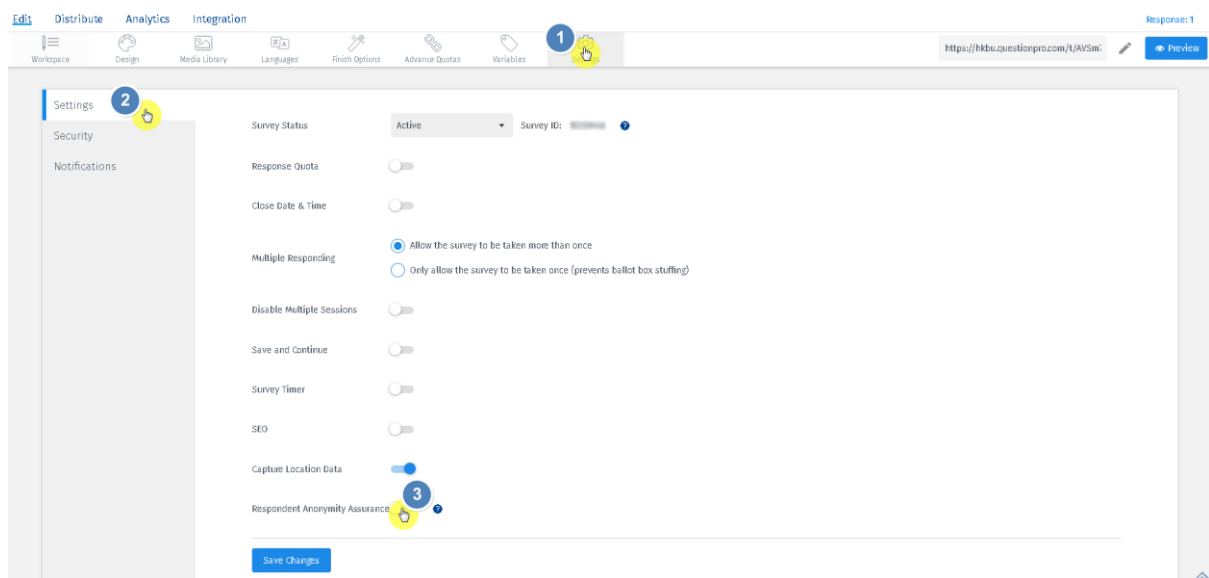 Edit Distribute Analytics Integration Response: 1
Workspace Design Media Library Languages Finish Options Advance Quotas Variables 1 https://hkbu.questionpro.com/t/AVSm Preview
Settings 2
Security
Notifications
Survey Status Active Survey ID: ?
Response Quota
Close Date & Time
Multiple Responding
Allow the survey to be taken more than once
Only allow the survey to be taken once (prevents ballot box stuffing)
Disable Multiple Sessions
Save and Continue
Survey Timer
SEO
Capture Location Data
Respondent Anonymity Assurance 3 ?
Save Changes